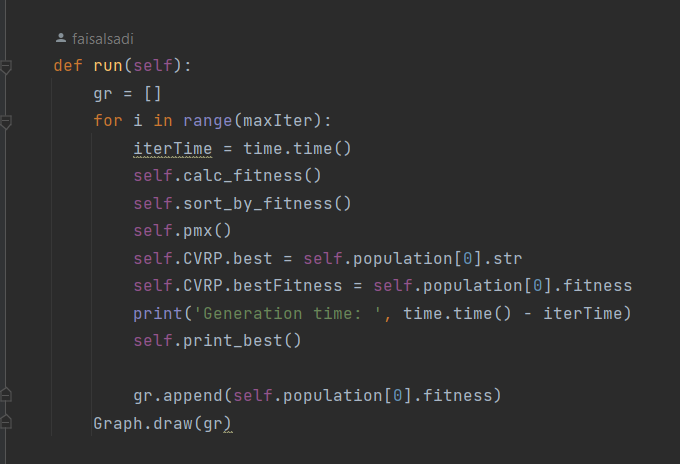 faisalsadi
def run(self):
    gr = []
    for i in range(maxIter):
        iterTime = time.time()
        self.calc_fitness()
        self.sort_by_fitness()
        self.pmx()
        self.CVRP.best = self.population[0].str
        self.CVRP.bestFitness = self.population[0].fitness
        print('Generation time: ', time.time() - iterTime)
        self.print_best()

        gr.append(self.population[0].fitness)
    Graph.draw(gr)